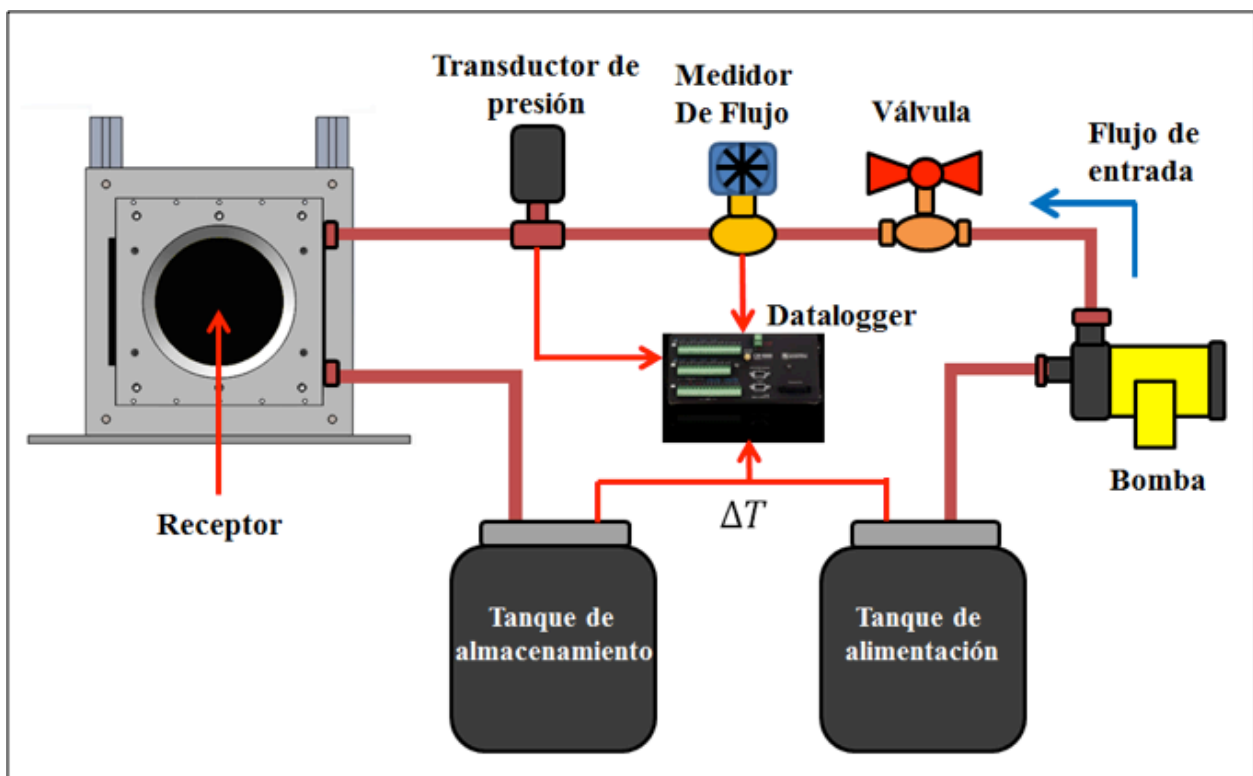 Transductor de
presión
Medidor
De Flujo
Válvula
Flujo de
entrada
Datalogger
Bomba
ΔT
Receptor
Tanque de
almacenamiento
Tanque de
alimentación